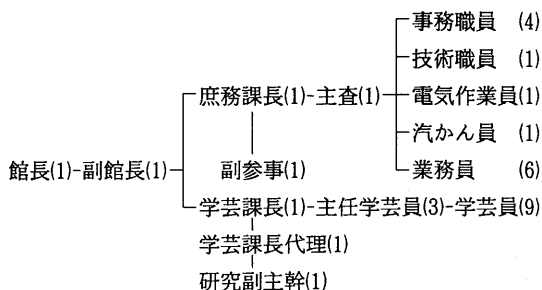 事務職員 (4)
技術職員 (1)
庶務課長(1)-主査(1) 電気作業員(1)
汽かん員 (1)
館長(1)-副館長(1) 副参事(1) 業務員 (6)
学芸課長(1)-主任学芸員(3)-学芸員(9)
学芸課長代理(1)
研究副主幹(1)